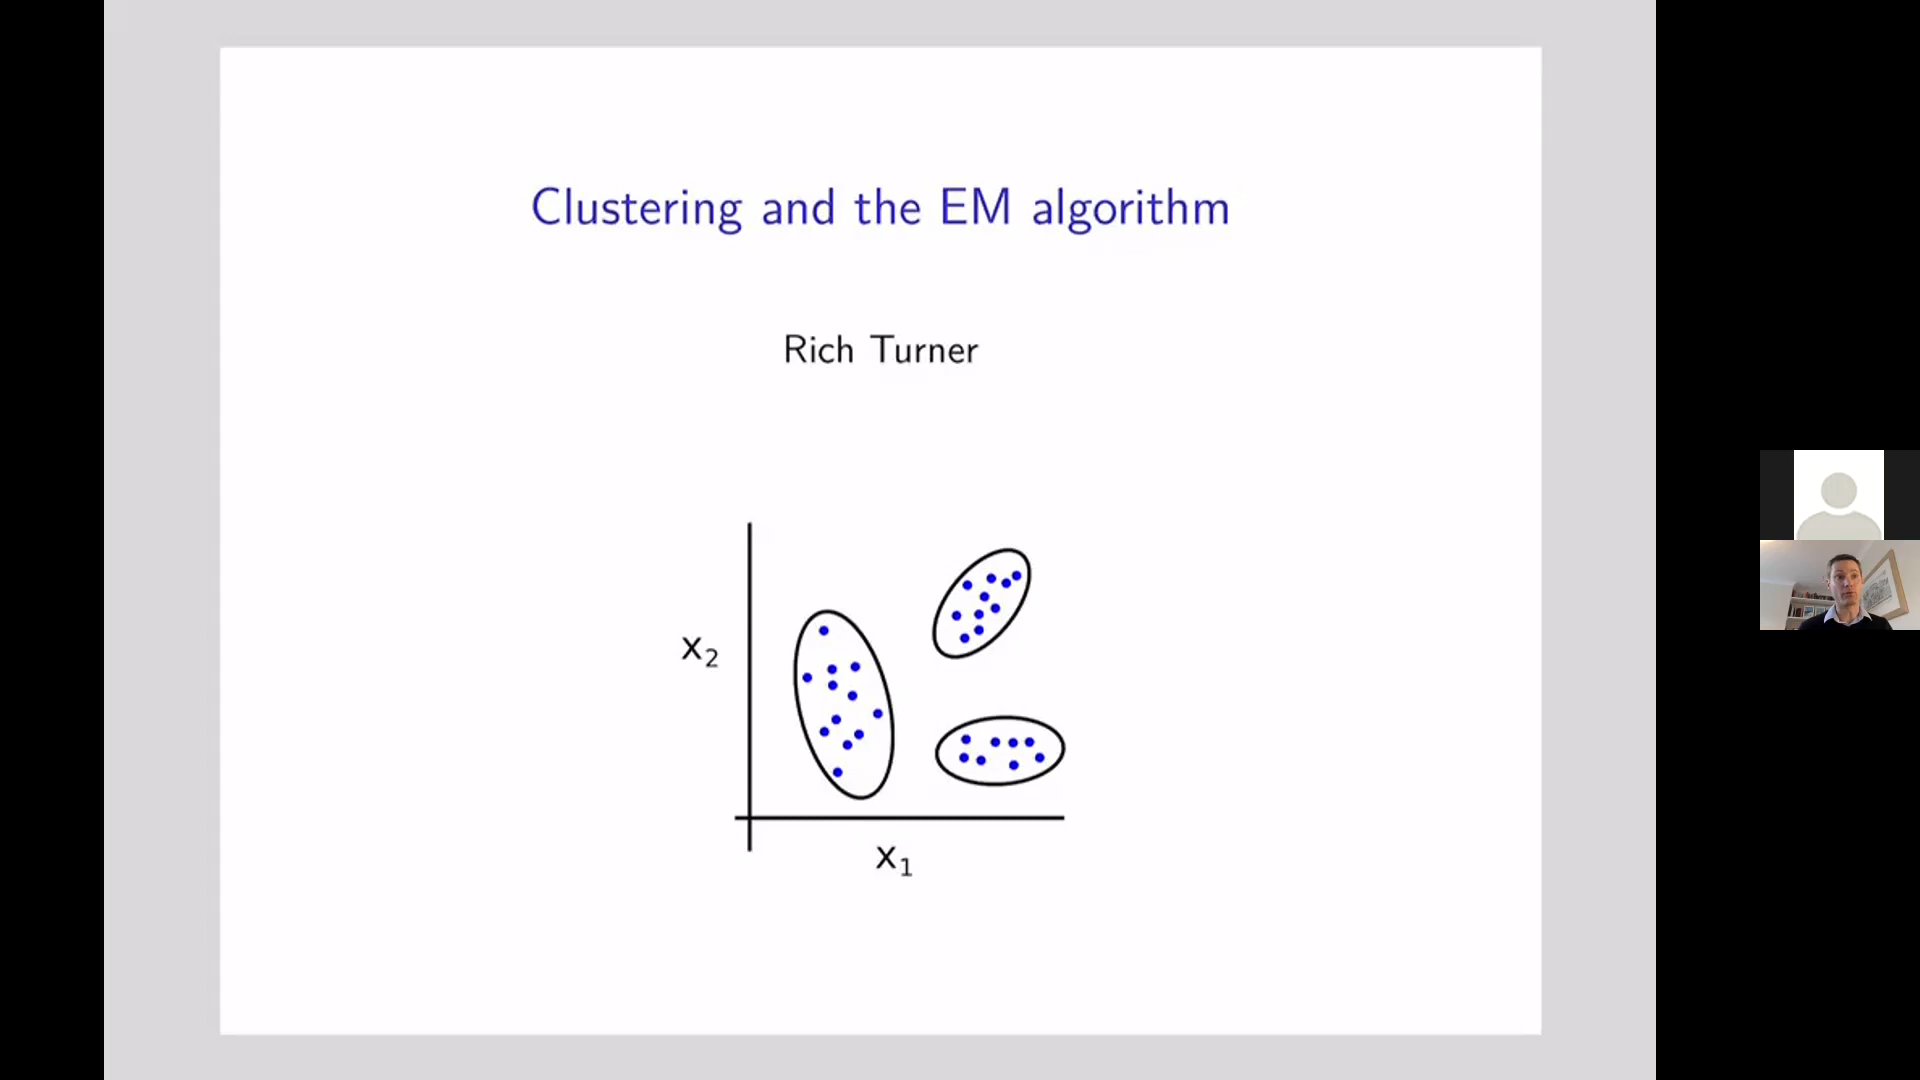 Clustering and the EM algorithm
Rich Turner
x₂
x₁